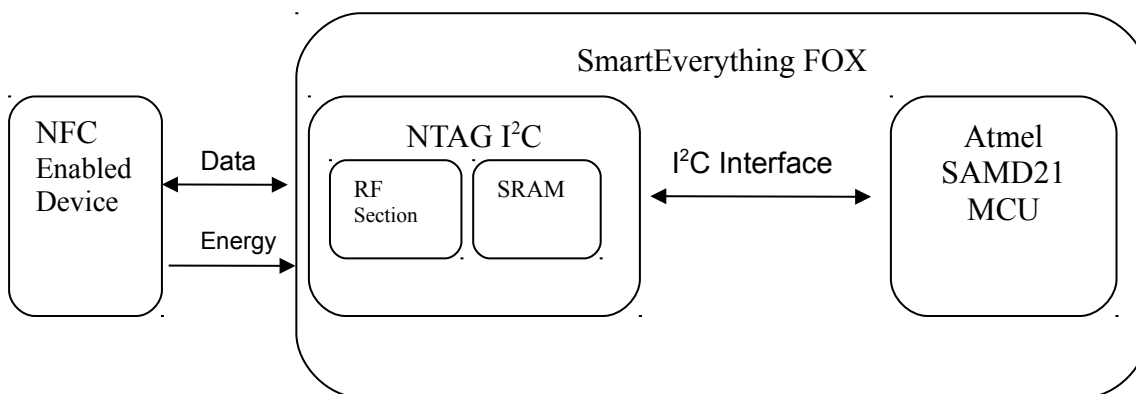 SmartEverything FOX
NFC
Enabled
Device
Data
Energy
NTAG I²C
RF
Section
SRAM
I²C Interface
Atmel
SAMD21
MCU